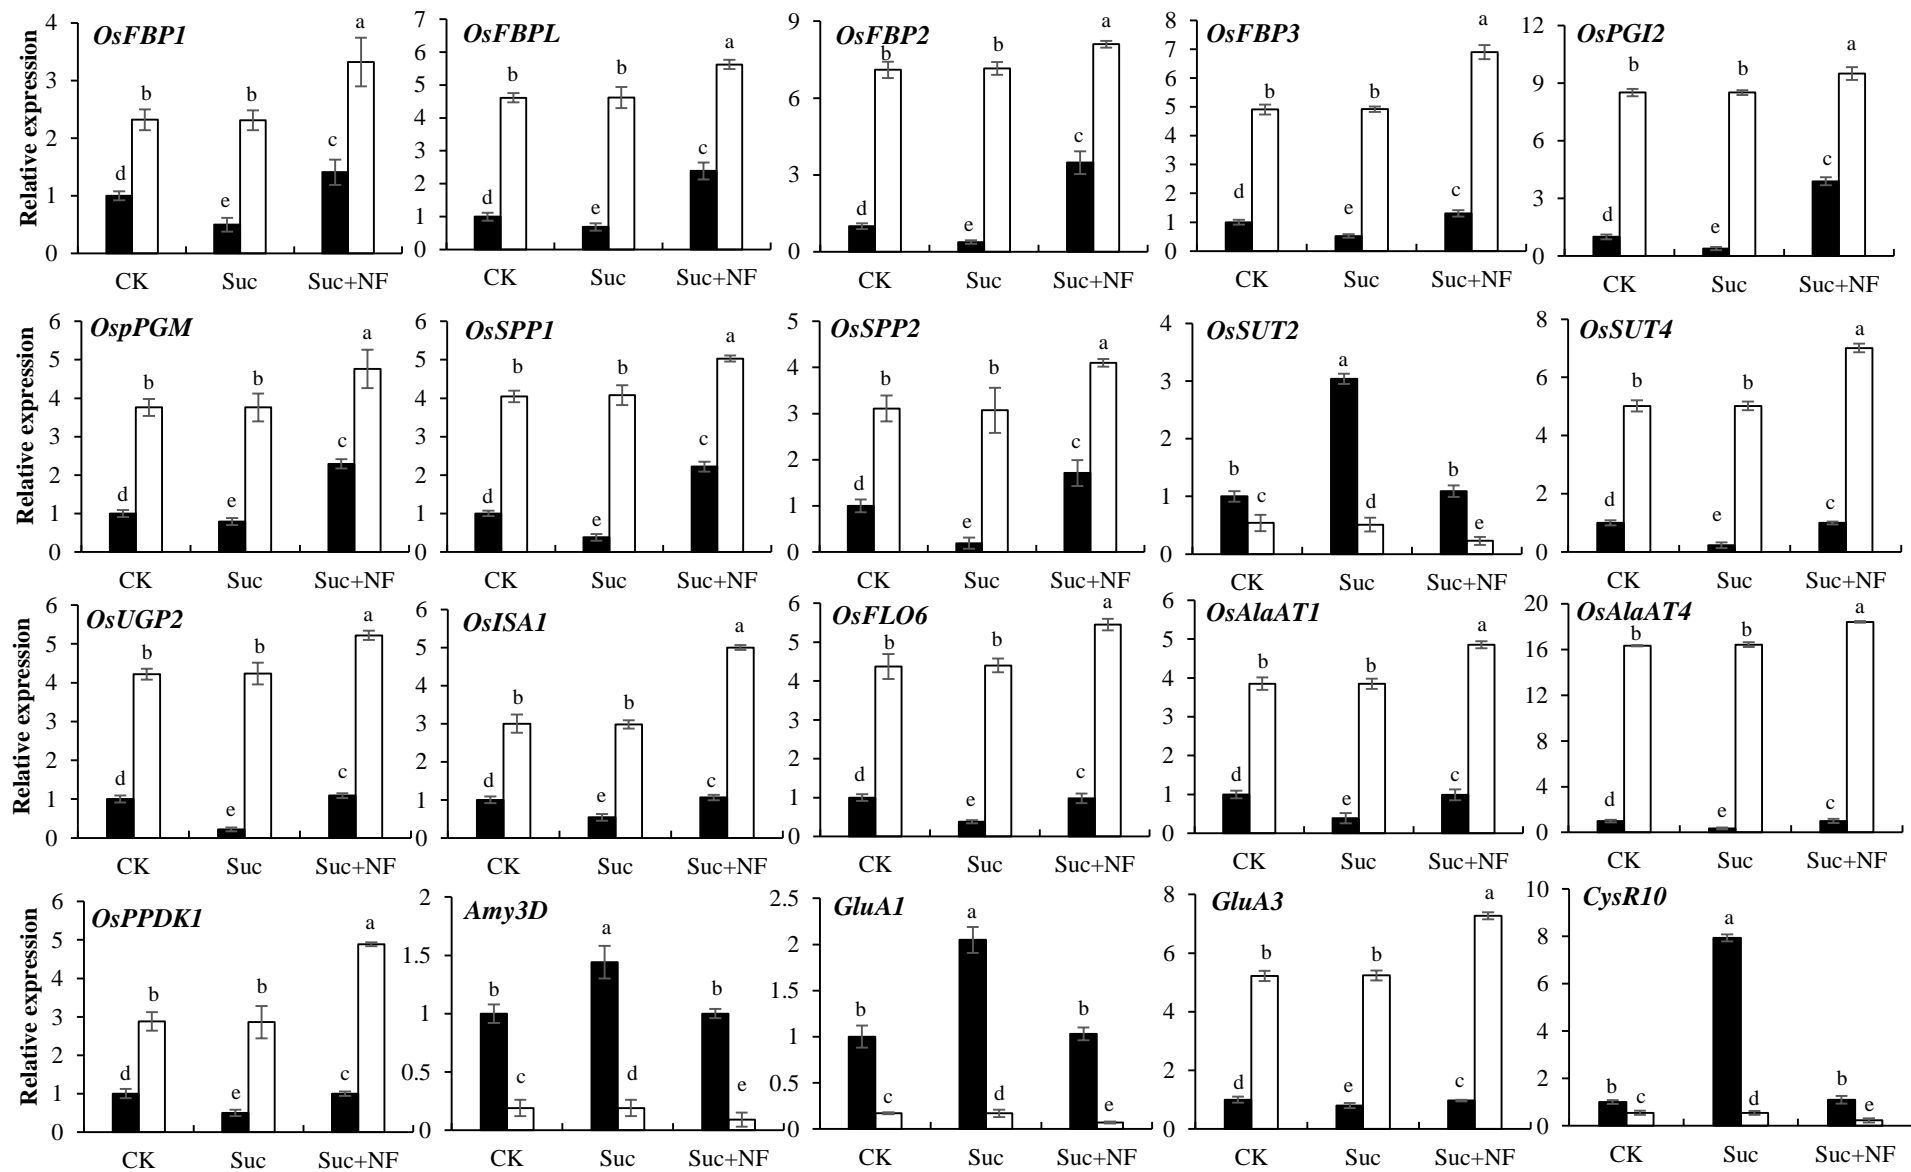 Relative expression
OsFBP1
4
3
2
1
0
d
b
e
b
c
a
CK Suc Suc+NF
OsFBPL
7
6
5
4
3
2
1
0
d
b
e
b
c
a
CK Suc Suc+NF
OsFBP2
9
6
3
0
d
b
e
b
c
a
CK Suc Suc+NF
OsFBP3
8
7
6
5
4
3
2
1
0
d
b
e
b
c
a
CK Suc Suc+NF
OsPGI2
12
9
6
3
0
d
b
e
b
c
a
CK Suc Suc+NF
Relative expression
OspPGM
6
5
4
3
2
1
0
d
b
e
b
c
a
CK Suc Suc+NF
OsSPP1
6
5
4
3
2
1
0
d
b
e
b
c
a
CK Suc Suc+NF
OsSPP2
5
4
3
2
1
0
d
b
e
b
c
a
CK Suc Suc+NF
OsSUT2
4
3
2
1
0
b
c
a
d
b
e
CK Suc Suc+NF
OsSUT4
8
6
4
2
0
d
b
e
b
c
a
CK Suc Suc+NF
Relative expression
OsUGP2
6
5
4
3
2
1
0
d
b
e
b
c
a
CK Suc Suc+NF
OsISA1
6
5
4
3
2
1
0
d
b
e
b
c
a
CK Suc Suc+NF
OsFLO6
6
5
4
3
2
1
0
d
b
e
b
c
a
CK Suc Suc+NF
OsAlaAT1
6
5
4
3
2
1
0
d
b
e
b
c
a
CK Suc Suc+NF
OsAlaAT4
20
16
12
8
4
0
d
b
e
b
c
a
CK Suc Suc+NF
Relative expression
OsPPDK1
6
5
4
3
2
1
0
d
b
e
b
c
a
CK Suc Suc+NF
Amy3D
2
1.5
1
0.5
0
b
c
a
d
b
e
CK Suc Suc+NF
GluA1
2.5
2
1.5
1
0.5
0
b
c
a
d
b
e
CK Suc Suc+NF
GluA3
8
6
4
2
0
d
b
e
b
c
a
CK Suc Suc+NF
CysR10
10
8
6
4
2
0
b
c
a
d
b
e
CK Suc Suc+NF